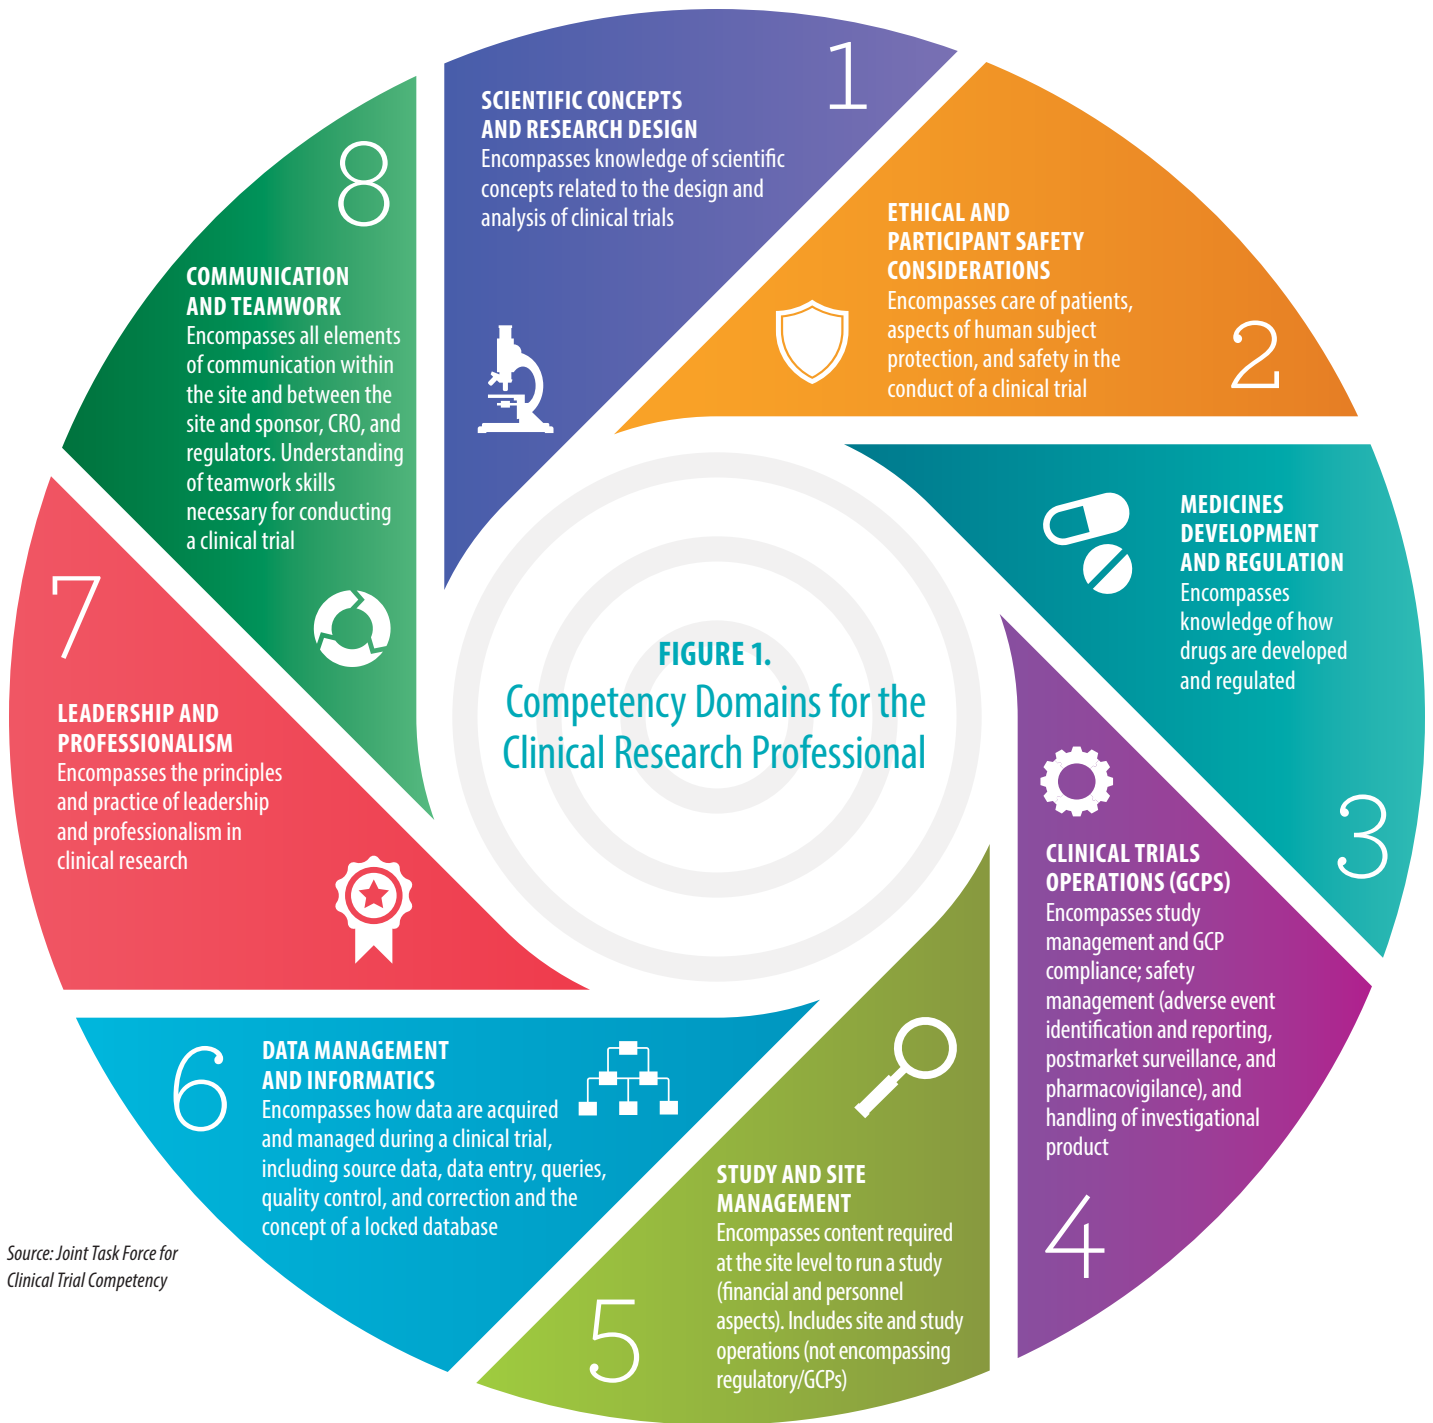 1
SCIENTIFIC CONCEPTS
AND RESEARCH DESIGN
Encompasses knowledge of scientific
concepts related to the design and
analysis of clinical trials
2
ETHICAL AND
PARTICIPANT SAFETY
CONSIDERATIONS
Encompasses care of patients,
aspects of human subject
protection, and safety in the
conduct of a clinical trial
3
MEDICINES
DEVELOPMENT
AND REGULATION
Encompasses
knowledge of how
drugs are developed
and regulated
4
CLINICAL TRIALS
OPERATIONS (GCPS)
Encompasses study
management and GCP
compliance; safety
management (adverse event
identification and reporting,
postmarket surveillance, and
pharmacovigilance), and
handling of investigational
product
5
STUDY AND SITE
MANAGEMENT
Encompasses content required
at the site level to run a study
(financial and personnel
aspects). Includes site and study
operations (not encompassing
regulatory/GCPs)
6
DATA MANAGEMENT
AND INFORMATICS
Encompasses how data are acquired
and managed during a clinical trial,
including source data, data entry, queries,
quality control, and correction and the
concept of a locked database
7
LEADERSHIP AND
PROFESSIONALISM
Encompasses the principles
and practice of leadership
and professionalism in
clinical research
8
COMMUNICATION
AND TEAMWORK
Encompasses all elements
of communication within
the site and between the
site and sponsor, CRO, and
regulators. Understanding
of teamwork skills
necessary for conducting
a clinical trial
FIGURE 1.
Competency Domains for the
Clinical Research Professional
Source: Joint Task Force for
Clinical Trial Competency